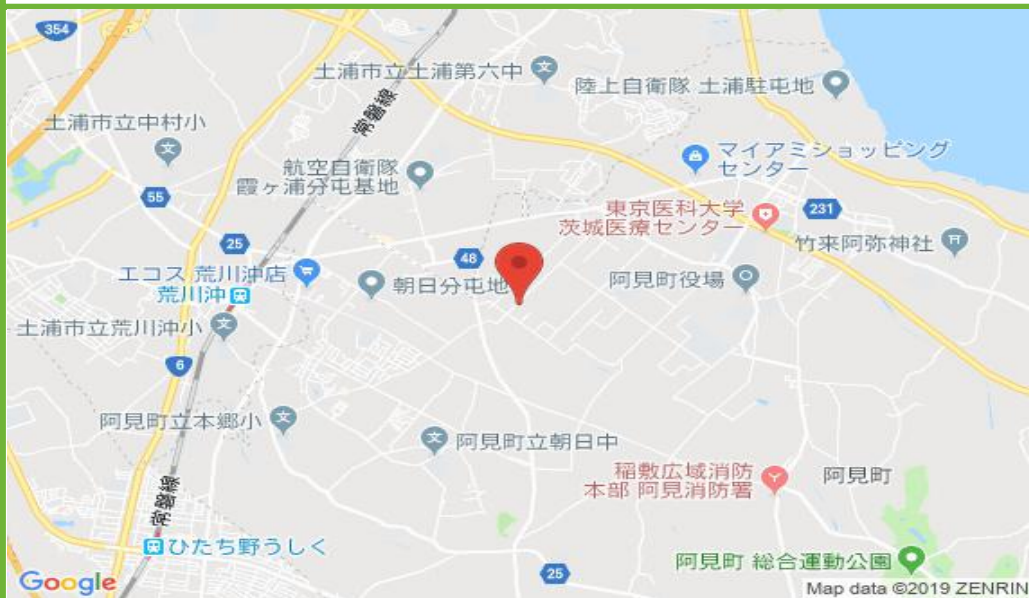 354
土浦市立土浦第六中
陸上自衛隊 土浦駐屯地
常磐線
土浦市立中村小
マイアミショッピング
センター
航空自衛隊
霞ヶ浦分屯基地
55
東京医科大学
茨城医療センター
231
25
竹来阿弥神社
48
エコス 荒川沖店
朝日分屯地
阿見町役場
荒川沖
土浦市立荒川沖小
6
阿見町立本郷小
阿見町立朝日中
稲敷広域消防
本部 阿見消防署
阿見町
常磐線
ひたち野うしく
25
阿見町 総合運動公園
Google
Map data ©2019 ZENRIN